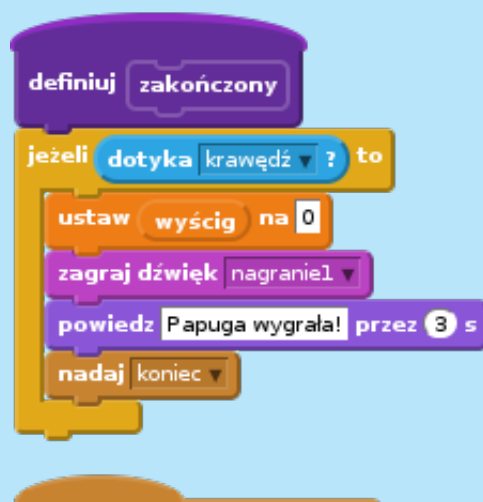 definiuj zakończony
jeżeli dotyka krawędź ? to
ustaw wyścig na 0
zagraj dźwięk nagranie1
powiedz Papuga wygrała! przez 3 s
nadaj koniec